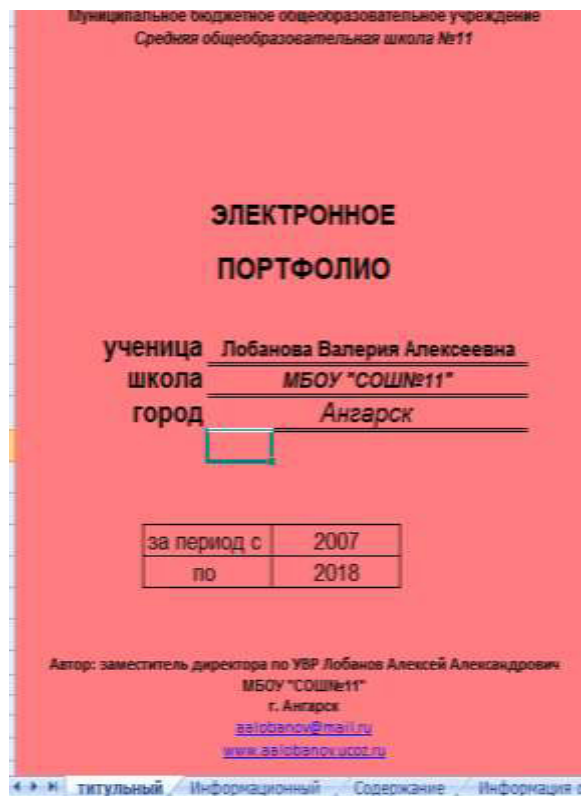 Муниципальное бюджетное общеобразовательное учреждение
Средняя общеобразовательная школа №11
ЭЛЕКТРОННОЕ
ПОРТФОЛИО
ученица Лобанова Валерия Алексеевна
школа МБОУ "СОШ№11"
город Ангарск
за период с 2007
по 2018
Автор: заместитель директора по УВР Лобанов Алексей Александрович
МБОУ "СОШ№11"
г. Ангарск
aalobanov@mail.ru
www.aalobanov.ucoz.ru
титульный Информационный Содержание Информация